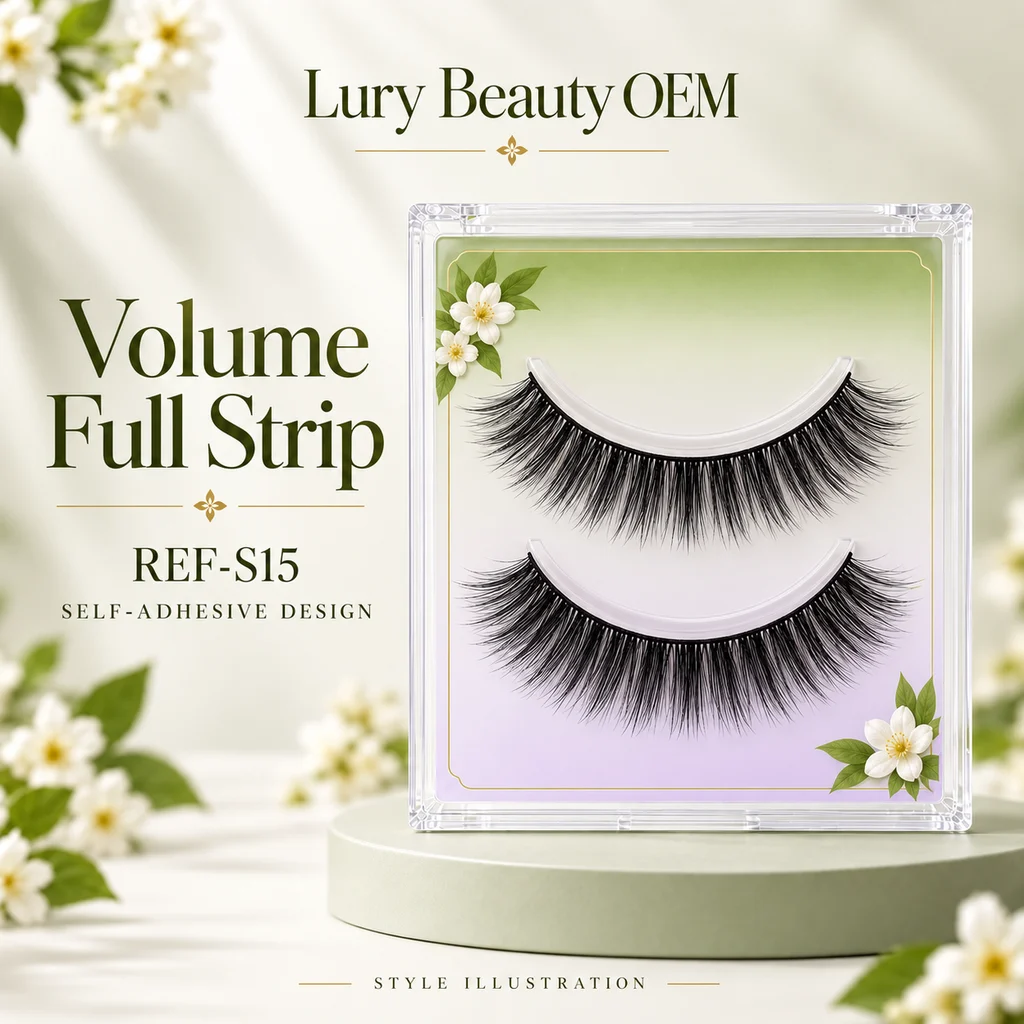 Lury Beauty OEM
Volume
Full Strip
REF-S15
SELF-ADHESIVE DESIGN
STYLE ILLUSTRATION